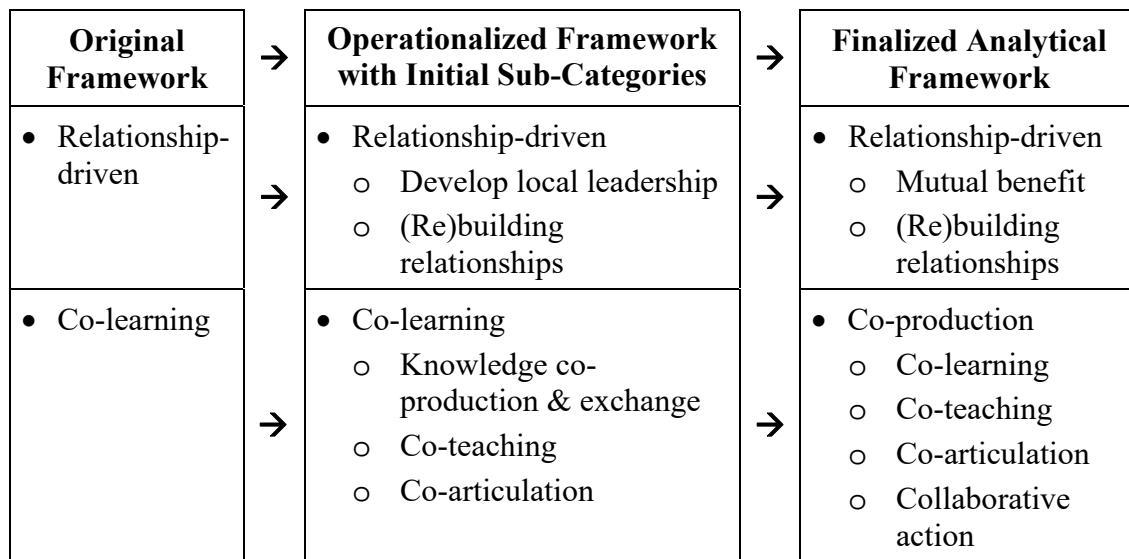 Original
Framework
→
Operationalized Framework
with Initial Sub-Categories
→
Finalized Analytical
Framework
• Relationship-
driven
→
• Relationship-driven
o Develop local leadership
o (Re)building
relationships
→
• Relationship-driven
o Mutual benefit
o (Re)building
relationships
• Co-learning
→
• Co-learning
o Knowledge co-
production & exchange
o Co-teaching
o Co-articulation
→
• Co-production
o Co-learning
o Co-teaching
o Co-articulation
o Collaborative
action